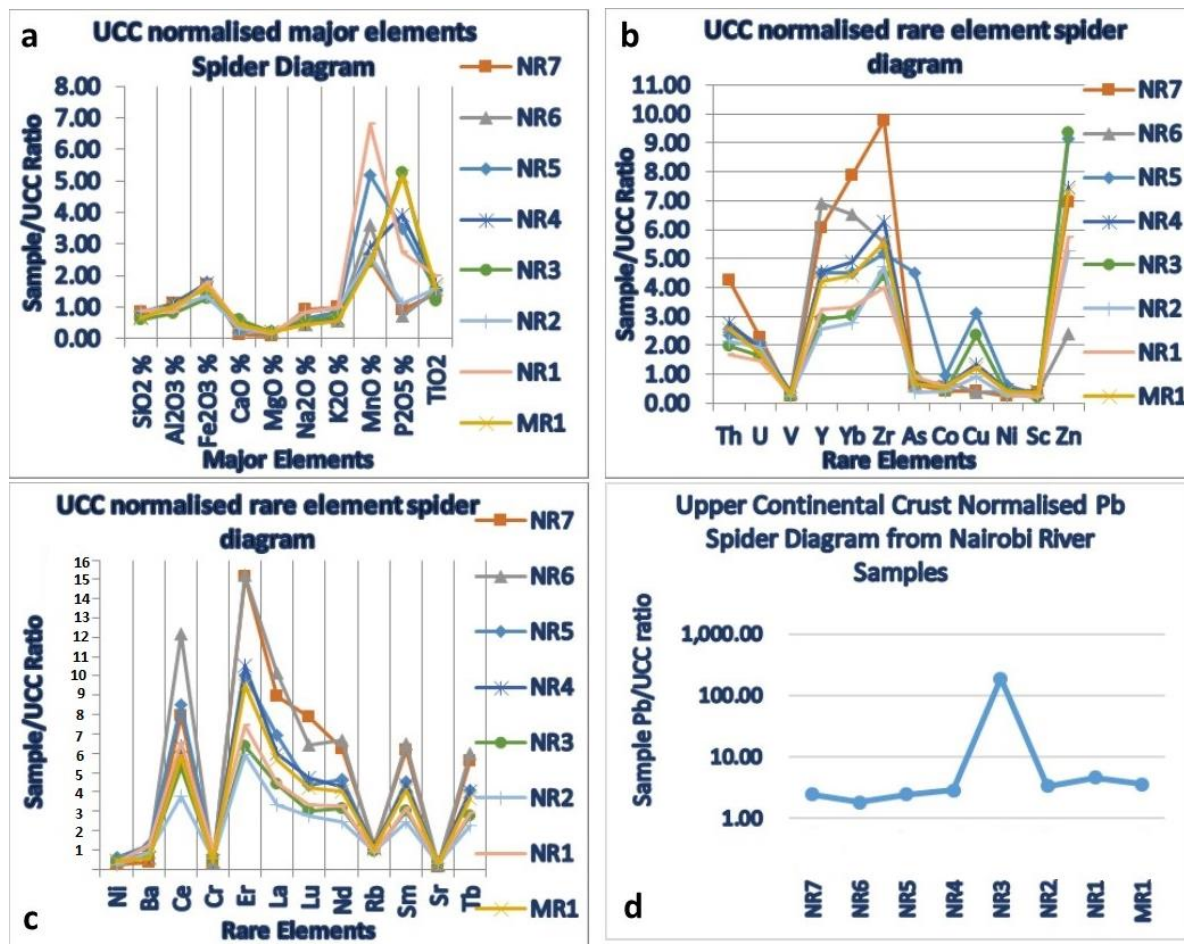 a
UCC normalised major elements
Spider Diagram
8.00
7.00
6.00
5.00
4.00
3.00
2.00
1.00
0.00
Sample/UCC Ratio
SiO2 %
Al2O3 %
Fe2O3 %
CaO %
MgO %
Na2O %
K2O %
MnO %
P2O5 %
TiO2
Major Elements
NR7
NR6
NR5
NR4
NR3
NR2
NR1
MR1
b
UCC normalised rare element spider
diagram
11.00
10.00
9.00
8.00
7.00
6.00
5.00
4.00
3.00
2.00
1.00
0.00
Sample/UCC Ratio
Th U V Y Yb Zr As Co Cu Ni Sc Zn
Rare Elements
NR7
NR6
NR5
NR4
NR3
NR2
NR1
MR1
UCC normalised rare element spider
diagram
16
15
14
12
13
11
10
9
8
7
6
5
4
3
2
1
Sample/UCC Ratio
Ni
Ba
Ce
Cr
Er
La
Lu
Nd
Rb
Sm
Sr
Tb
Rare Elements
c
NR7
NR6
NR5
NR4
NR3
NR2
NR1
MR1
Upper Continental Crust Normalised Pb
Spider Diagram from Nairobi River
Samples
1,000.00
100.00
10.00
1.00
Sample Pb/UCC ratio
NR7
NR6
NR5
NR4
NR3
NR2
NR1
MR1
d